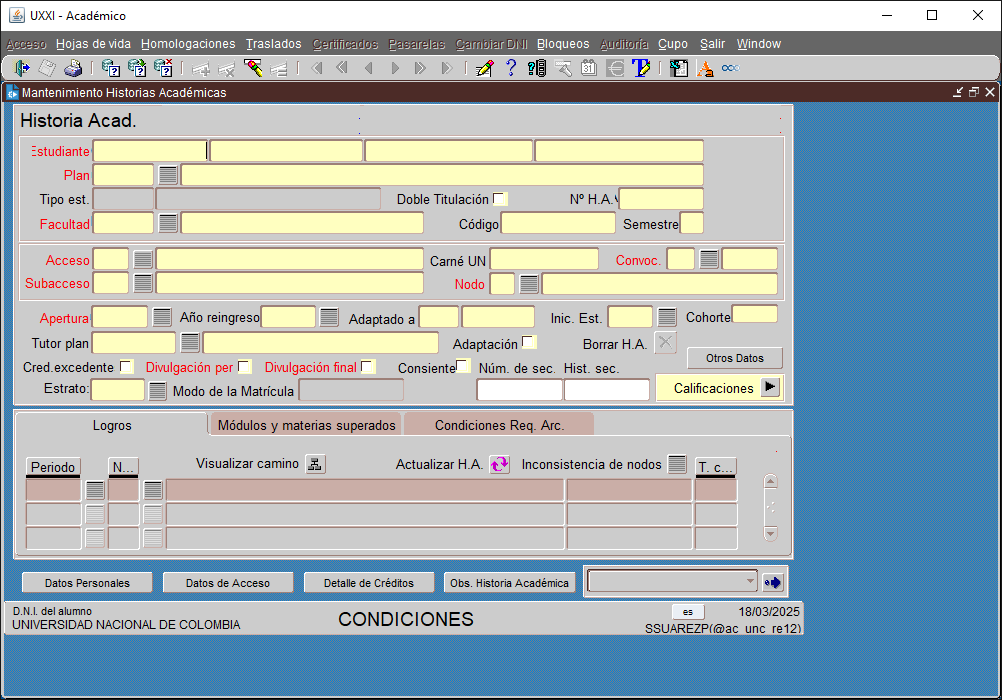 UXXI - Académico
Acceso Hojas de vida Homologaciones Traslados Certificados Pasarelas Cambiar DNI Bloqueos Auditoría Cupo Salir Window
Mantenimiento Historias Académicas
Historia Acad.
Estudiante
Plan
Tipo est. Doble Titulación Nº H.A.
Facultad Código Semestre
Acceso Carné UN Convoc.
Subacceso Nodo
Apertura Año reingreso Adaptado a Inic. Est. Cohorte
Tutor plan Adaptación Borrar H.A.
Otros Datos
Cred.excedente Divulgación per Divulgación final Consiente Núm. de sec. Hist. sec.
Estrato: Modo de la Matrícula Calificaciones
Logros Módulos y materias superados Condiciones Req. Arc.
Visualizar camino Actualizar H.A. Inconsistencia de nodos
Periodo N... T. c...
Datos Personales Datos de Acceso Detalle de Créditos Obs. Historia Académica
D.N.I. del alumno es 18/03/2025
UNIVERSIDAD NACIONAL DE COLOMBIA CONDICIONES SSUAREZP(@ac_unc_re12)